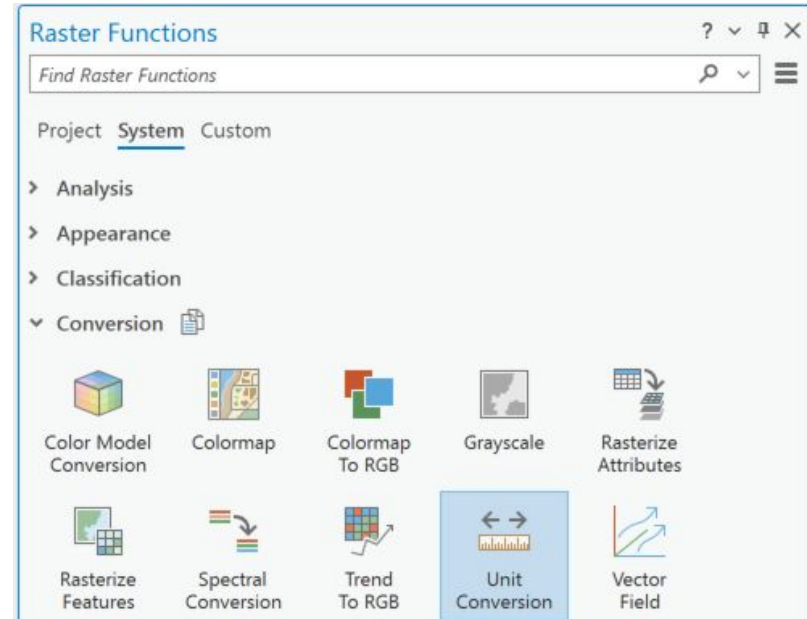 Raster Functions
?
Find Raster Functions
Project System Custom
Analysis
Appearance
Classification
Conversion
Color Model
Conversion
Colormap
Colormap
To RGB
Grayscale
Rasterize
Attributes
Rasterize
Features
Spectral
Conversion
Trend
To RGB
Unit
Conversion
Vector
Field